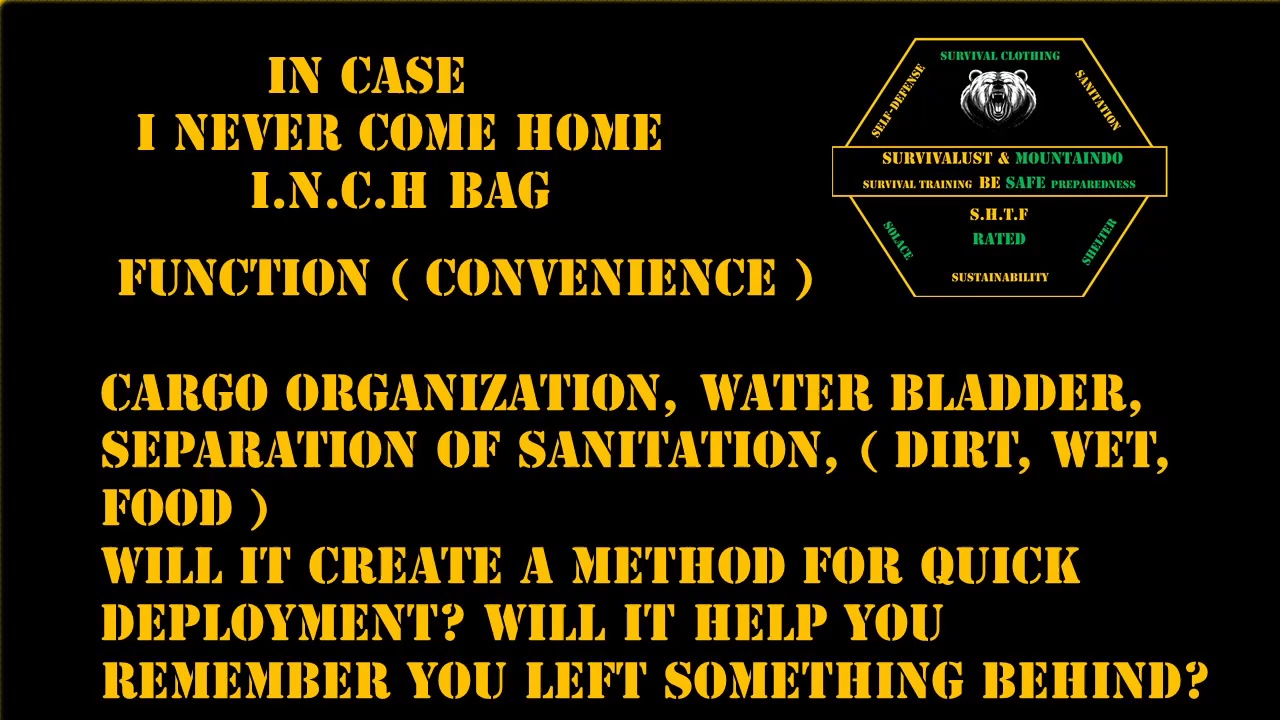 IN CASE
I NEVER COME HOME
I.N.C.H BAG
FUNCTION ( CONVENIENCE )
CARGO ORGANIZATION, WATER BLADDER,
SEPARATION OF SANITATION, ( DIRT, WET,
FOOD )
WILL IT CREATE A METHOD FOR QUICK
DEPLOYMENT? WILL IT HELP YOU
REMEMBER YOU LEFT SOMETHING BEHIND?
SURVIVAL CLOTHING
SELF-DEFENSE
SANITATION
SURVIVALUST & MOUNTAINDO
SURVIVAL TRAINING BE SAFE PREPAREDNESS
S.H.T.F
RATED
SOLACE
SHELTER
SUSTAINABILITY